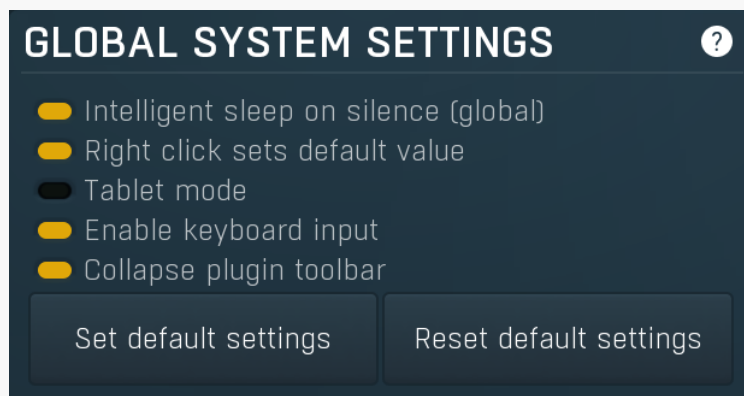 GLOBAL SYSTEM SETTINGS ?
Intelligent sleep on silence (global)
Right click sets default value
Tablet mode
Enable keyboard input
Collapse plugin toolbar
Set default settings Reset default settings